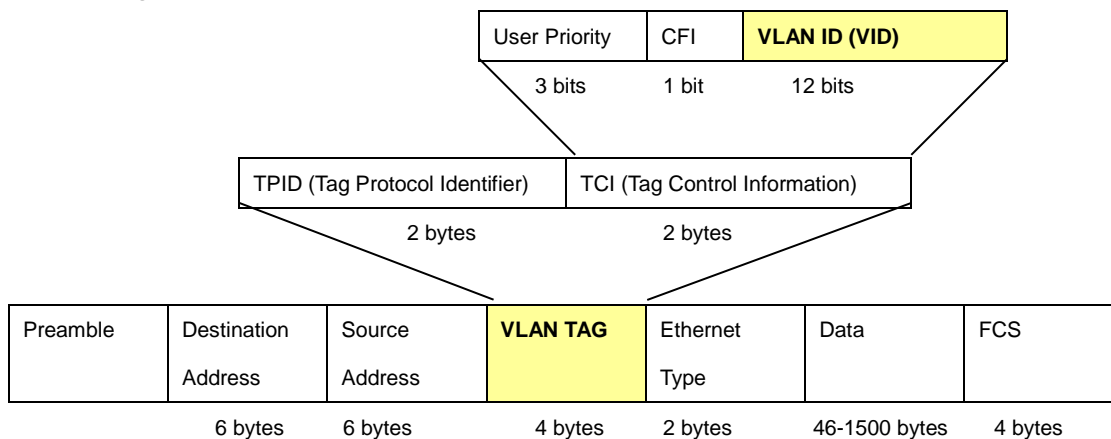 User Priority CFI VLAN ID (VID)
3 bits 1 bit 12 bits
TPID (Tag Protocol Identifier) TCI (Tag Control Information)
2 bytes 2 bytes
Preamble Destination Source VLAN TAG Ethernet Data FCS
Address Address Type
6 bytes 6 bytes 4 bytes 2 bytes 46-1500 bytes 4 bytes